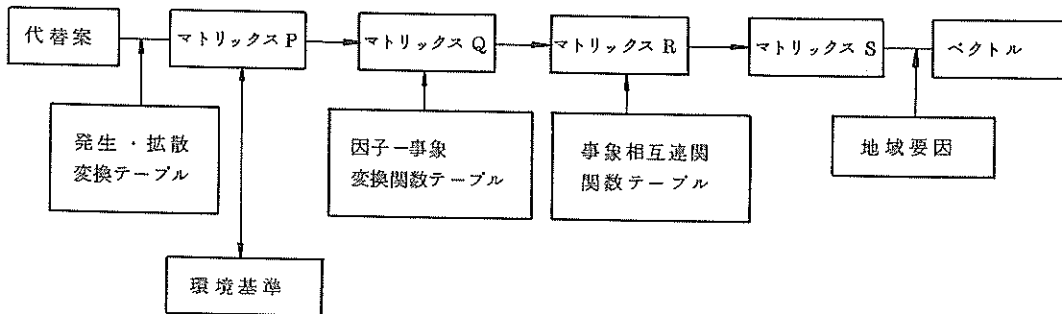 代替案
マトリックスP
マトリックスQ
マトリックスR
マトリックスS
ベクトル
発生・拡散
変換テーブル
因子－事象
変換関数テーブル
事象相互連関
関数テーブル
地域要因
環境基準